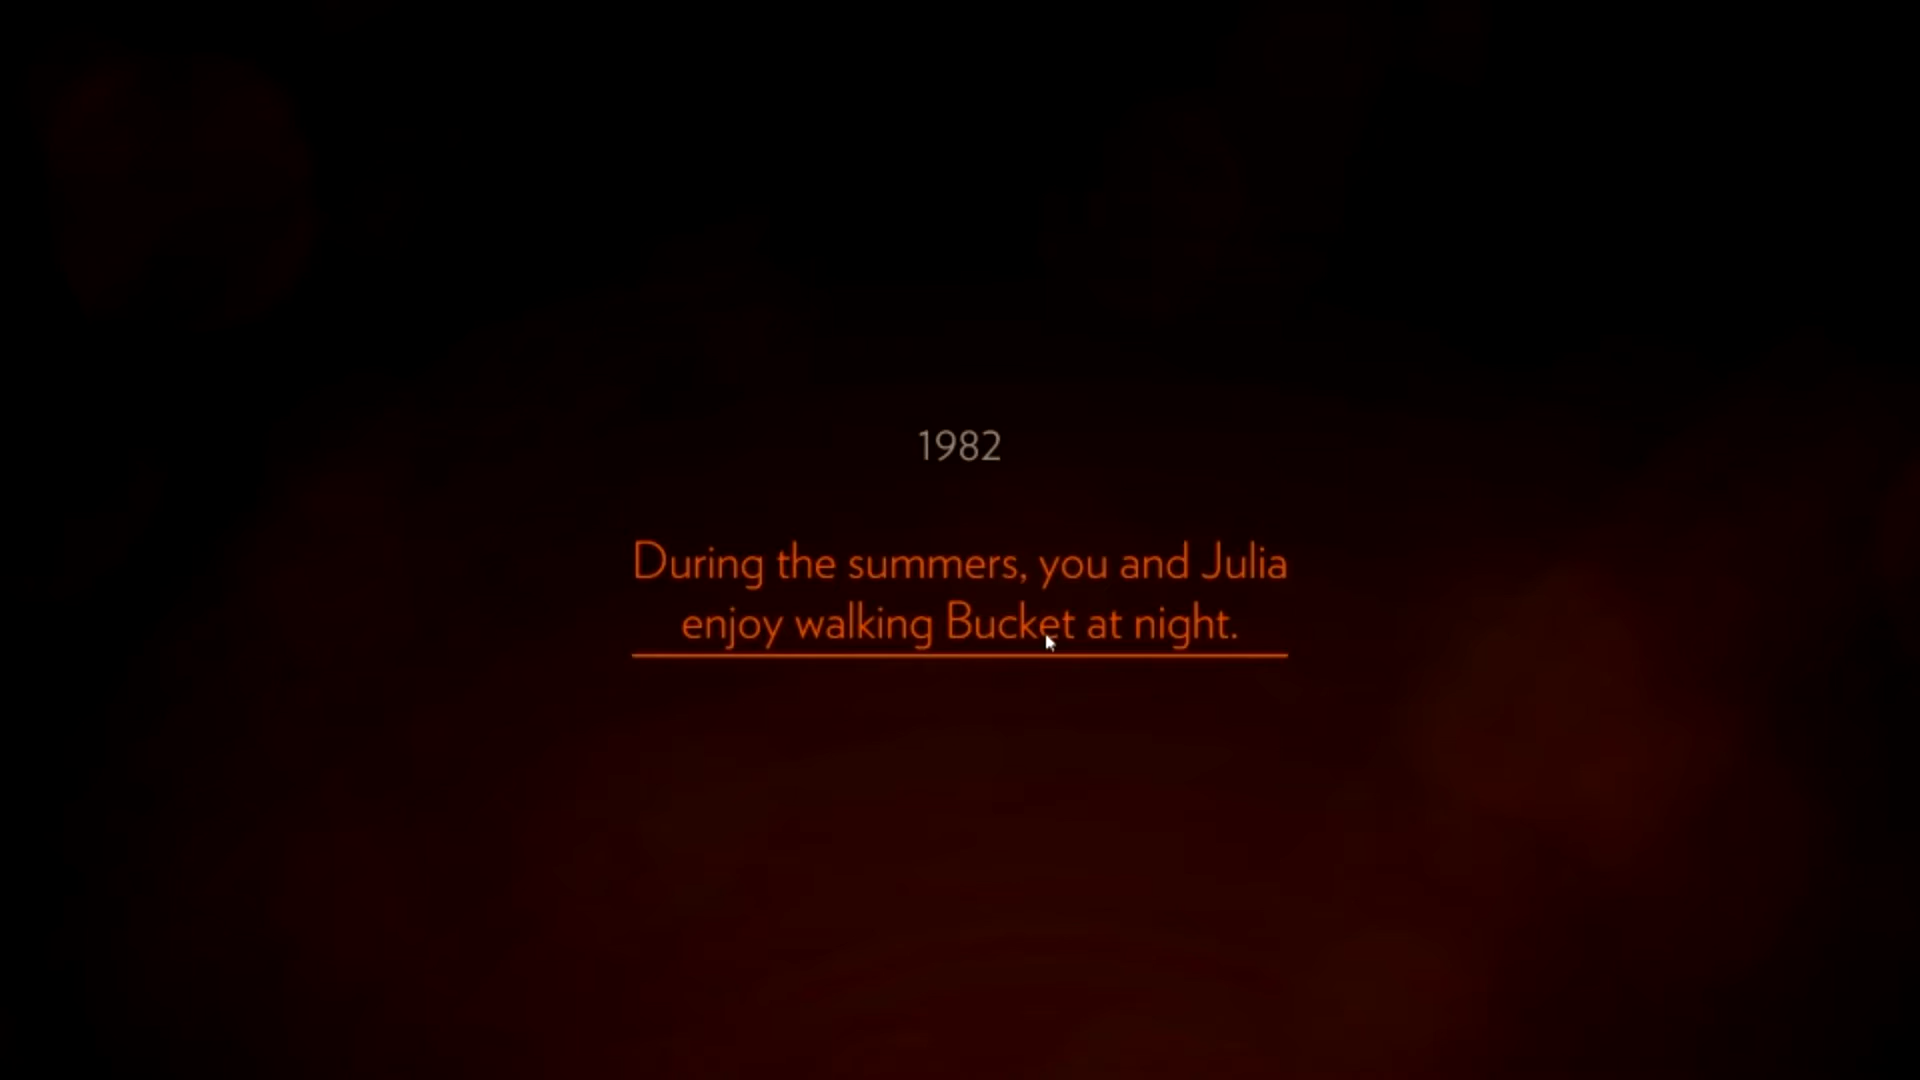 1982
During the summers, you and Julia
enjoy walking Bucket at night.